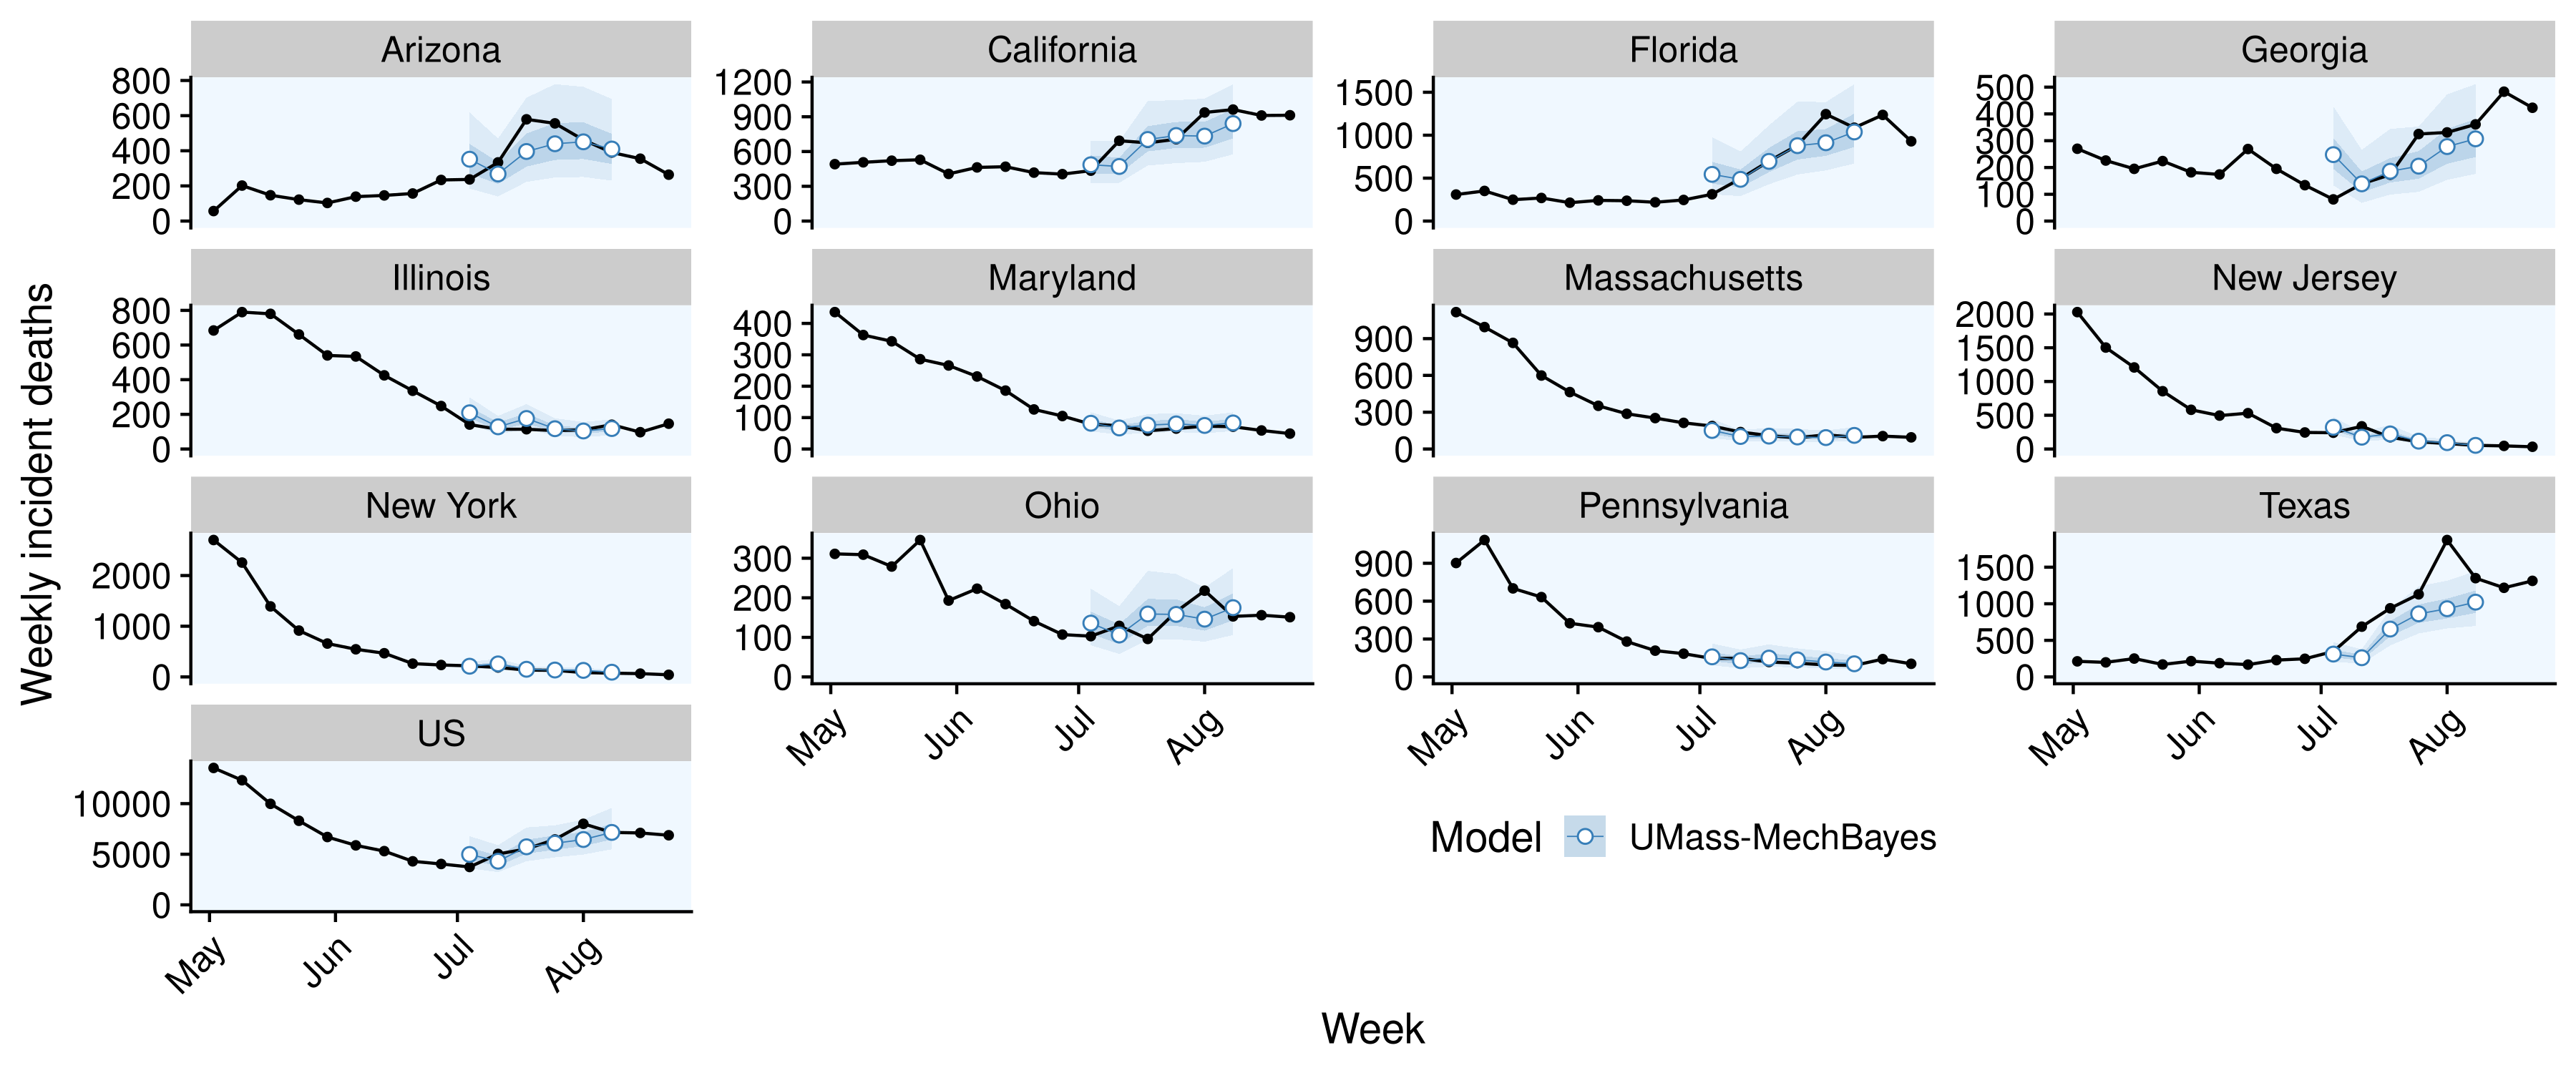 Weekly incident deaths
Arizona
800
600
400
200
0
California
1200
900
600
300
0
Florida
1500
1000
500
0
Georgia
500
400
300
200
100
0
Illinois
800
600
400
200
0
Maryland
400
300
200
100
0
Massachusetts
900
600
300
0
New Jersey
2000
1500
1000
500
0
New York
2000
1000
0
Ohio
300
200
100
0
May Jun Jul Aug
Pennsylvania
900
600
300
0
May Jun Jul Aug
Texas
1500
1000
500
0
May Jun Jul Aug
US
10000
5000
0
May Jun Jul Aug
Model UMass-MechBayes
Week